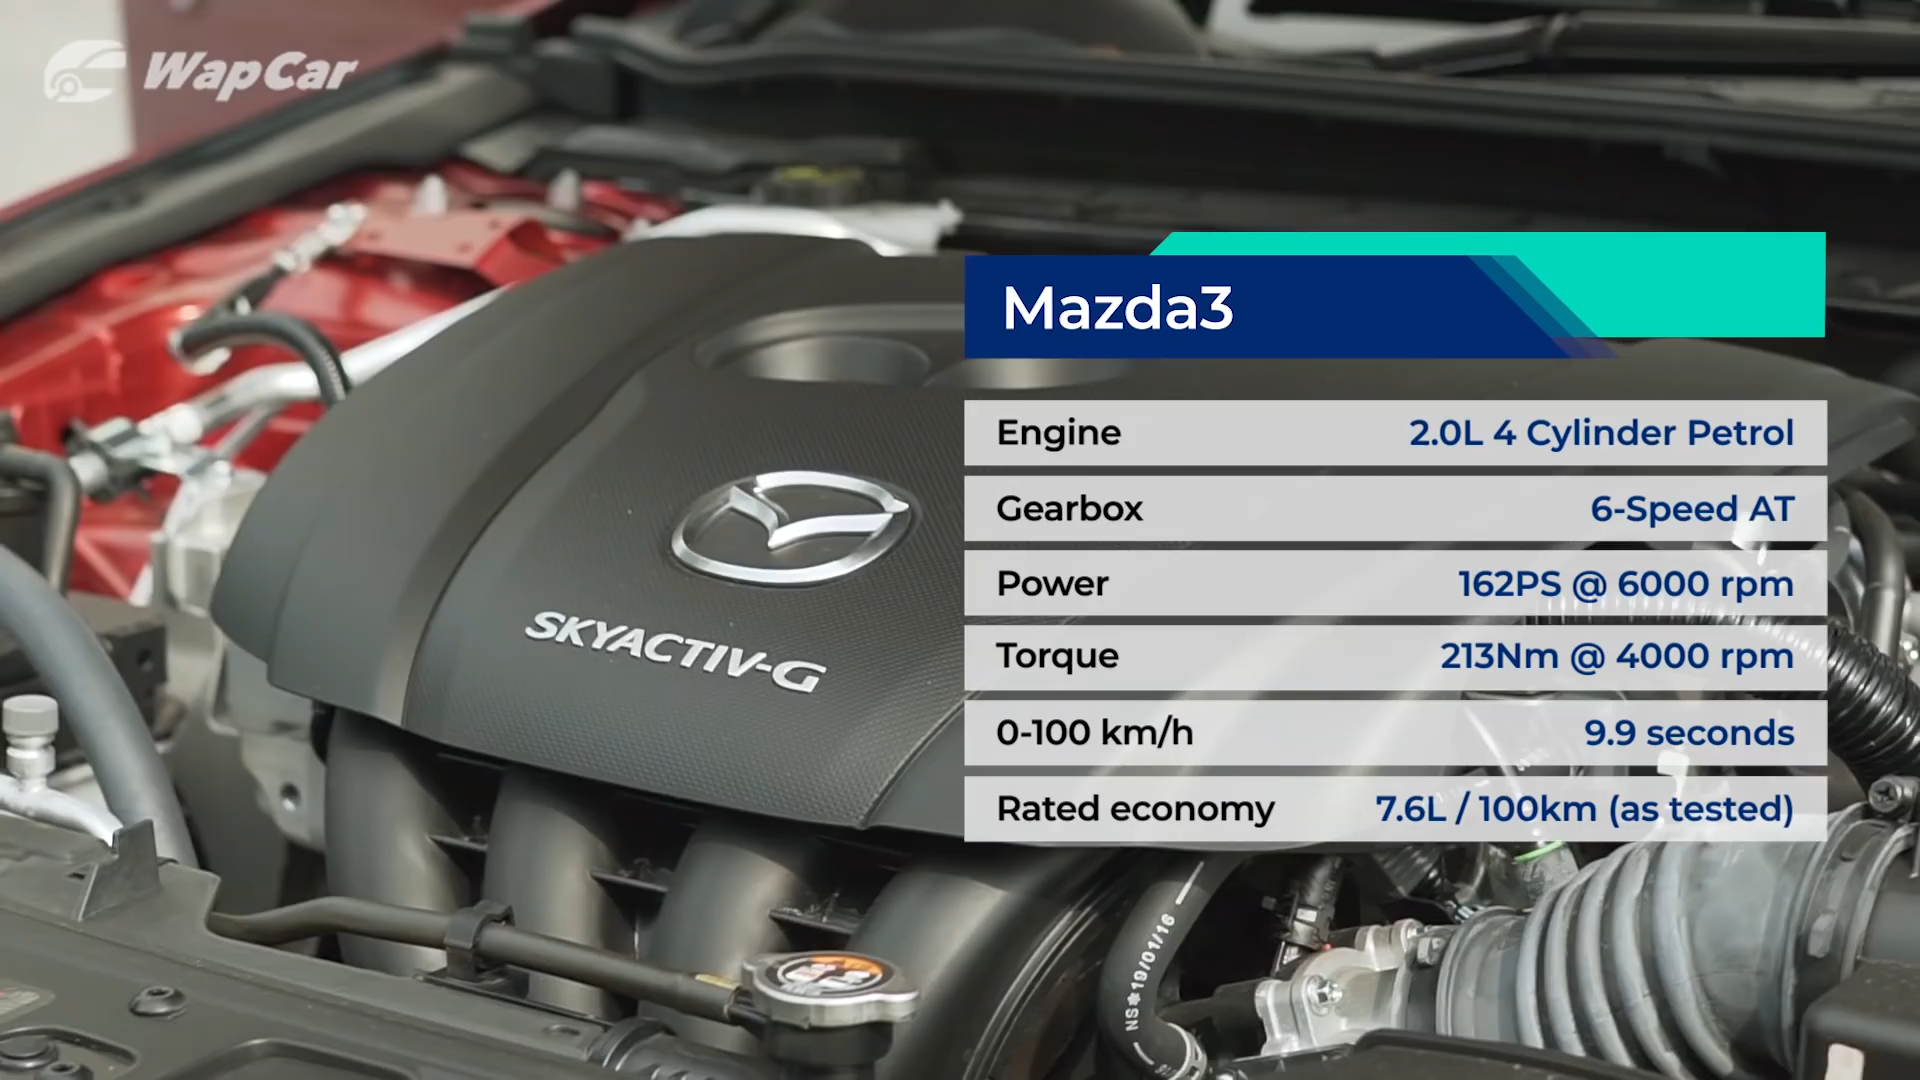 WapCar
Mazda3
Engine 2.0L 4 Cylinder Petrol
Gearbox 6-Speed AT
Power 162PS @ 6000 rpm
Torque 213Nm @ 4000 rpm
0-100 km/h 9.9 seconds
Rated economy 7.6L / 100km (as tested)
SKYACTIV-G
NS*19/01/16